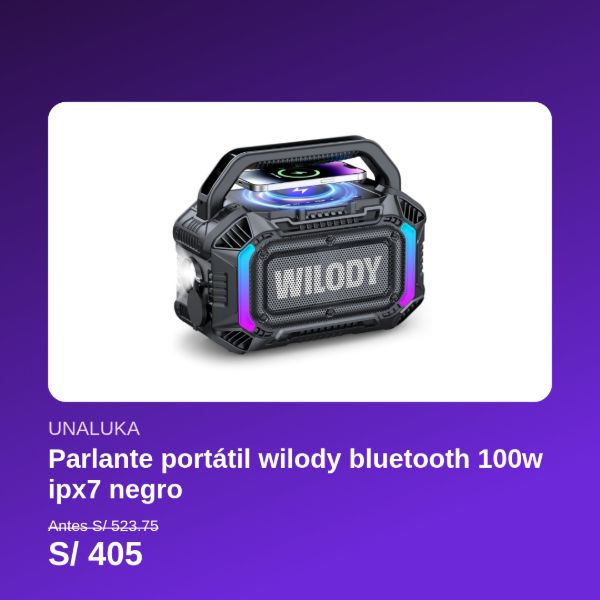 WILODY
UNALUKA
Parlante portátil wilody bluetooth 100w
ipx7 negro
Antes S/ 523.75
S/ 405